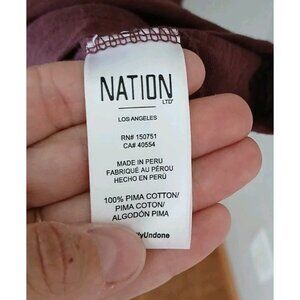 NATION
LTD
LOS ANGELES
RN# 150751
CA# 40554
MADE IN PERU
FABRIQUÉ AU PÉROU
HECHO EN PERÚ
100% PIMA COTTON/
PIMA COTON/
ALGODÓN PIMA